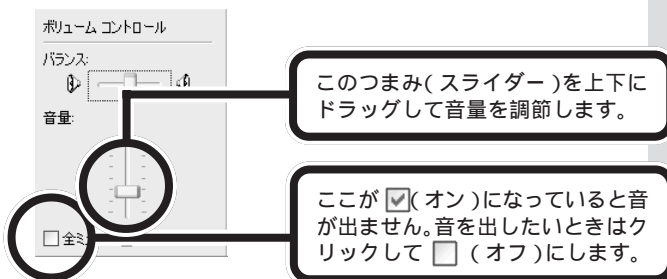 ボリューム コントロール
バランス:
音量:
全ミ
このつまみ( スライダー )を上下に
ドラッグして音量を調節します。
ここが ☑( オン )になっていると音
が出ません。音を出したいときはク
リックして ☐ ( オフ )にします。